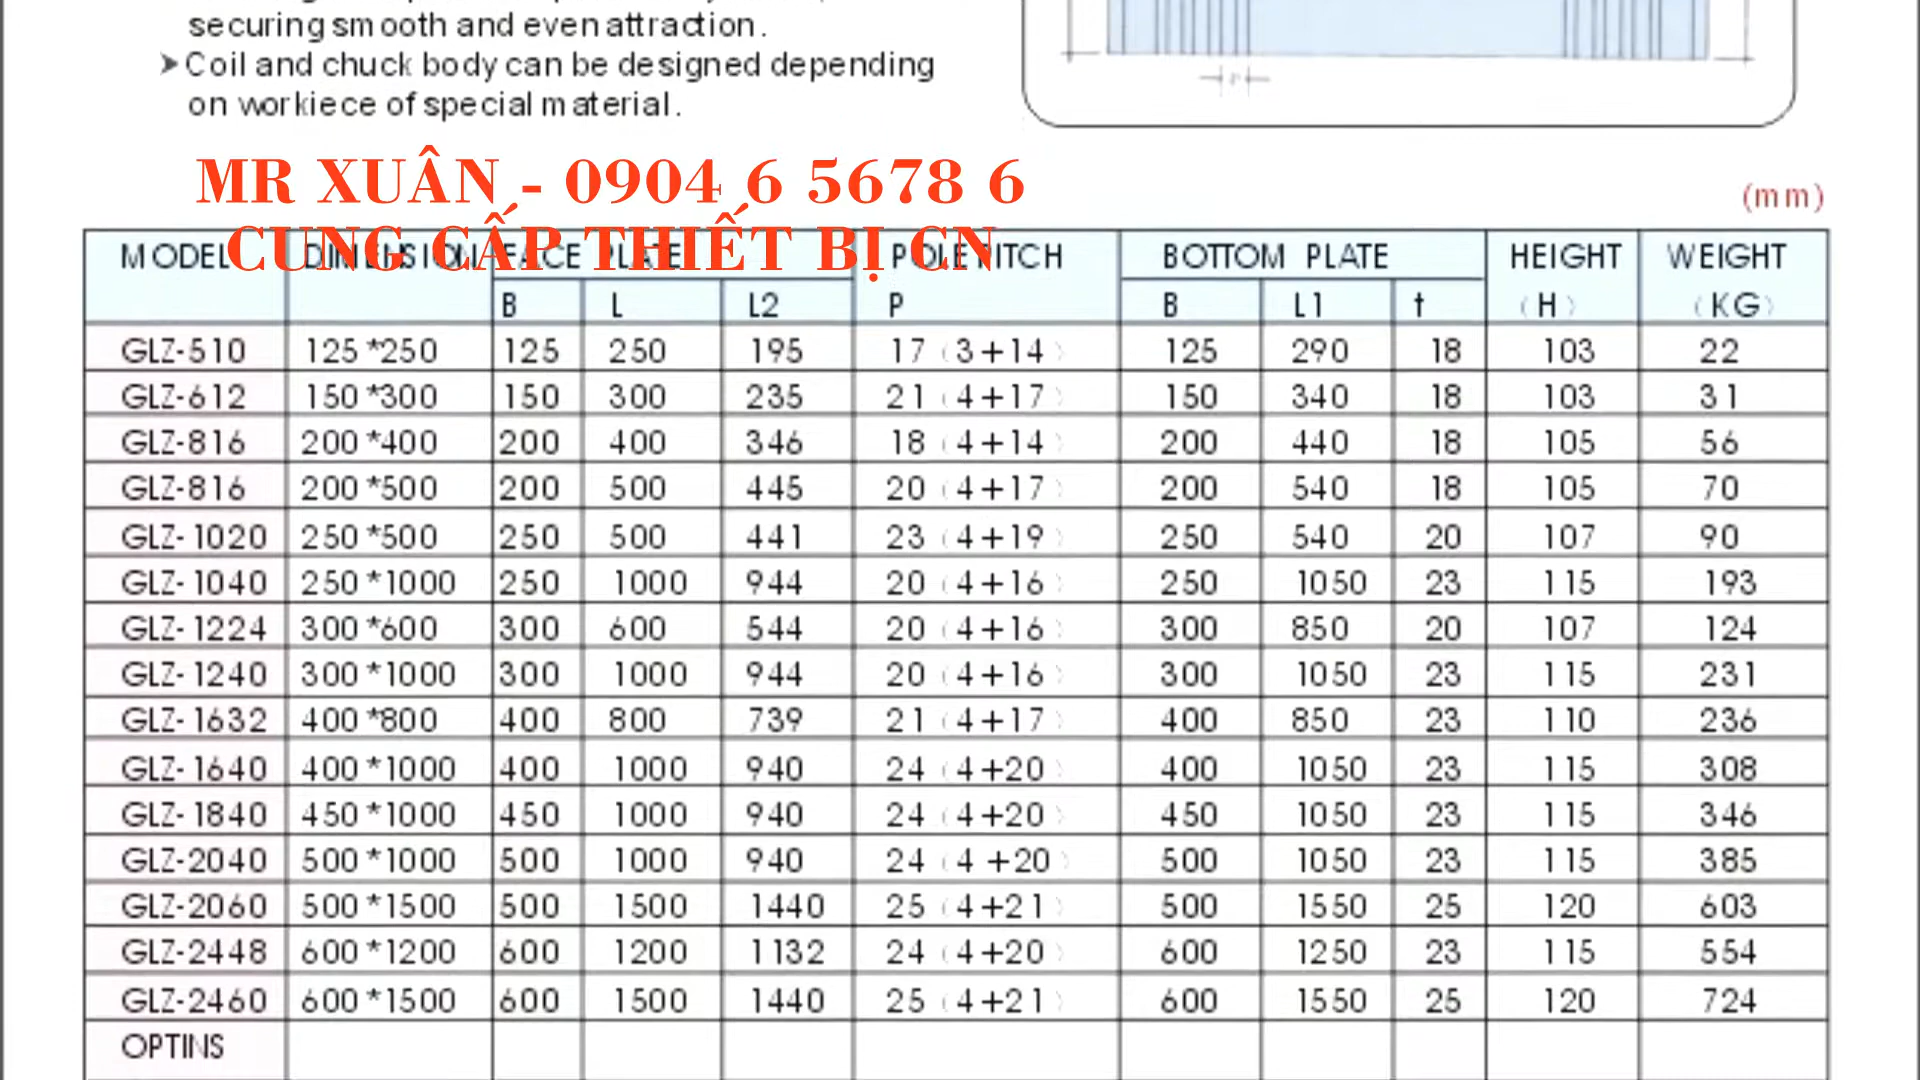 securing smooth and even attraction.
➤Coil and chuck body can be designed depending
on workiece of special material.
MR XUÂN - 0904 6 5678 6
CUNG CẤP THIẾT BỊ CN
(mm)
MODEL DIMENSION FACE PLATE POLE PITCH BOTTOM PLATE HEIGHT WEIGHT
B L L2 P B L1 t (H) (KG)
GLZ-510 125*250 125 250 195 17 (3+14) 125 290 18 103 22
GLZ-612 150*300 150 300 235 21 (4+17) 150 340 18 103 31
GLZ-816 200*400 200 400 346 18 (4+14) 200 440 18 105 56
GLZ-816 200*500 200 500 445 20 (4+17) 200 540 18 105 70
GLZ-1020 250*500 250 500 441 23 (4+19) 250 540 20 107 90
GLZ-1040 250*1000 250 1000 944 20 (4+16) 250 1050 23 115 193
GLZ-1224 300*600 300 600 544 20 (4+16) 300 850 20 107 124
GLZ-1240 300*1000 300 1000 944 20 (4+16) 300 1050 23 115 231
GLZ-1632 400*800 400 800 739 21 (4+17) 400 850 23 110 236
GLZ-1640 400*1000 400 1000 940 24 (4+20) 400 1050 23 115 308
GLZ-1840 450*1000 450 1000 940 24 (4+20) 450 1050 23 115 346
GLZ-2040 500*1000 500 1000 940 24 (4+20) 500 1050 23 115 385
GLZ-2060 500*1500 500 1500 1440 25 (4+21) 500 1550 25 120 603
GLZ-2448 600*1200 600 1200 1132 24 (4+20) 600 1250 23 115 554
GLZ-2460 600*1500 600 1500 1440 25 (4+21) 600 1550 25 120 724
OPTINS